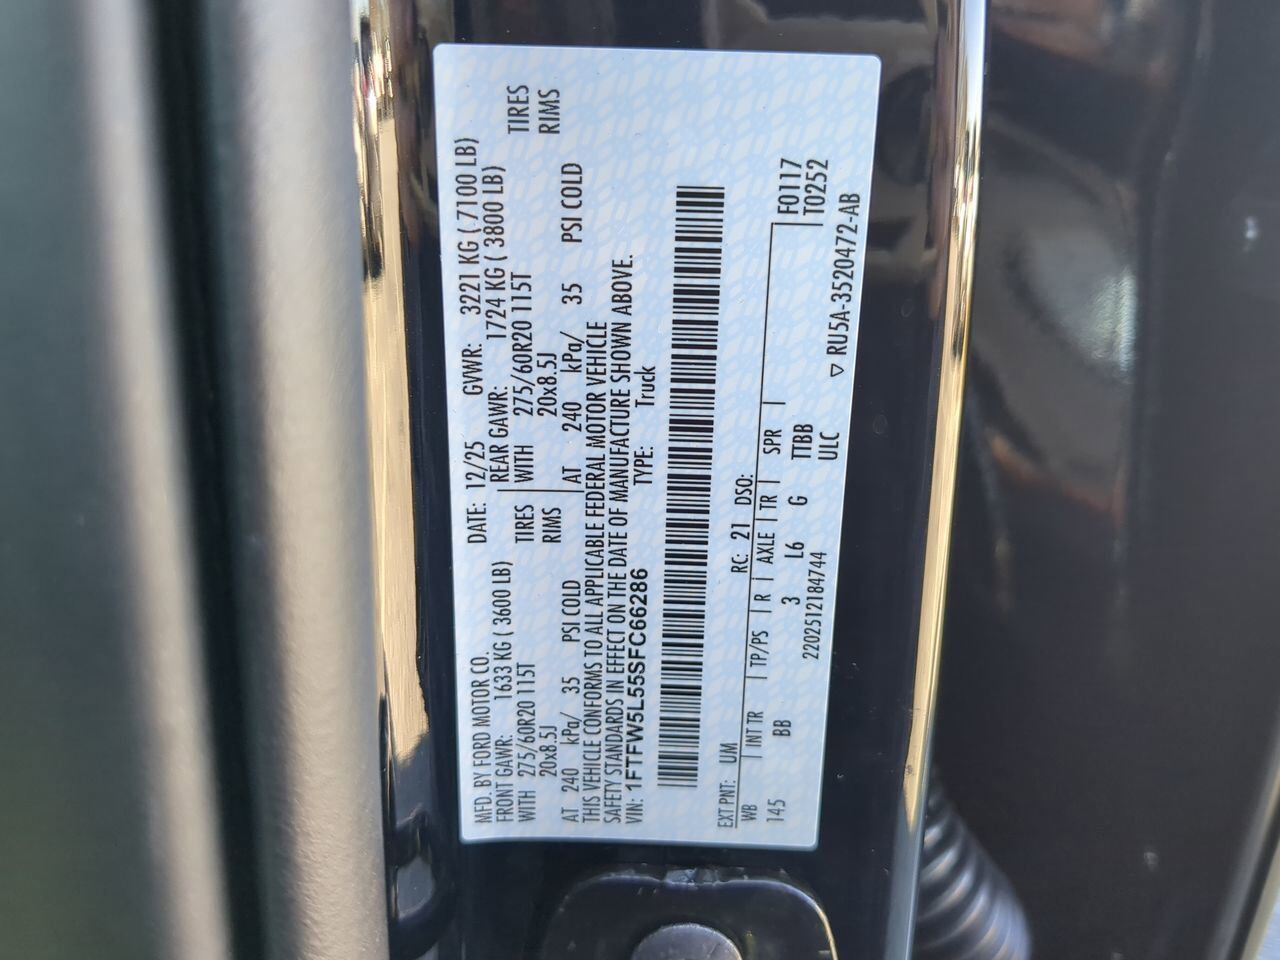 MFD. BY FORD MOTOR CO. DATE: 12/25 GVWR: 3221 KG ( 7100 LB)
FRONT GAWR: 1633 KG ( 3600 LB) REAR GAWR: 1724 KG ( 3800 LB)
WITH 275/60R20 115T TIRES WITH 275/60R20 115T TIRES
20x8.5J RIMS 20x8.5J RIMS
AT 240 kPa/ 35 PSI COLD AT 240 kPa/ 35 PSI COLD
THIS VEHICLE CONFORMS TO ALL APPLICABLE FEDERAL MOTOR VEHICLE
SAFETY STANDARDS IN EFFECT ON THE DATE OF MANUFACTURE SHOWN ABOVE.
VIN: 1FTFW5L55SFC66286 TYPE: Truck
EXT PNT: UM RC: 21 DSO:
WB INT TR TP/PS R AXLE TR SPR F0117
145 BB 3 L6 G TTBB T0252
2202512184744 ULC
▽ RU5A-3520472-AB